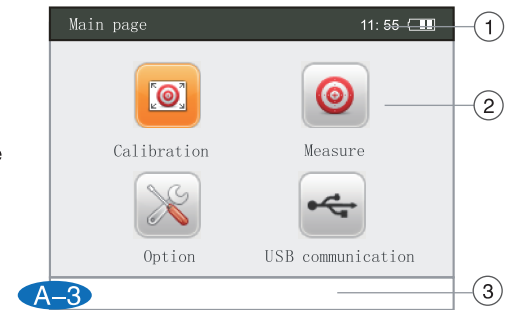 Main page 11: 55 1
2
Calibration Measure
e
Option USB communication
A-3 3